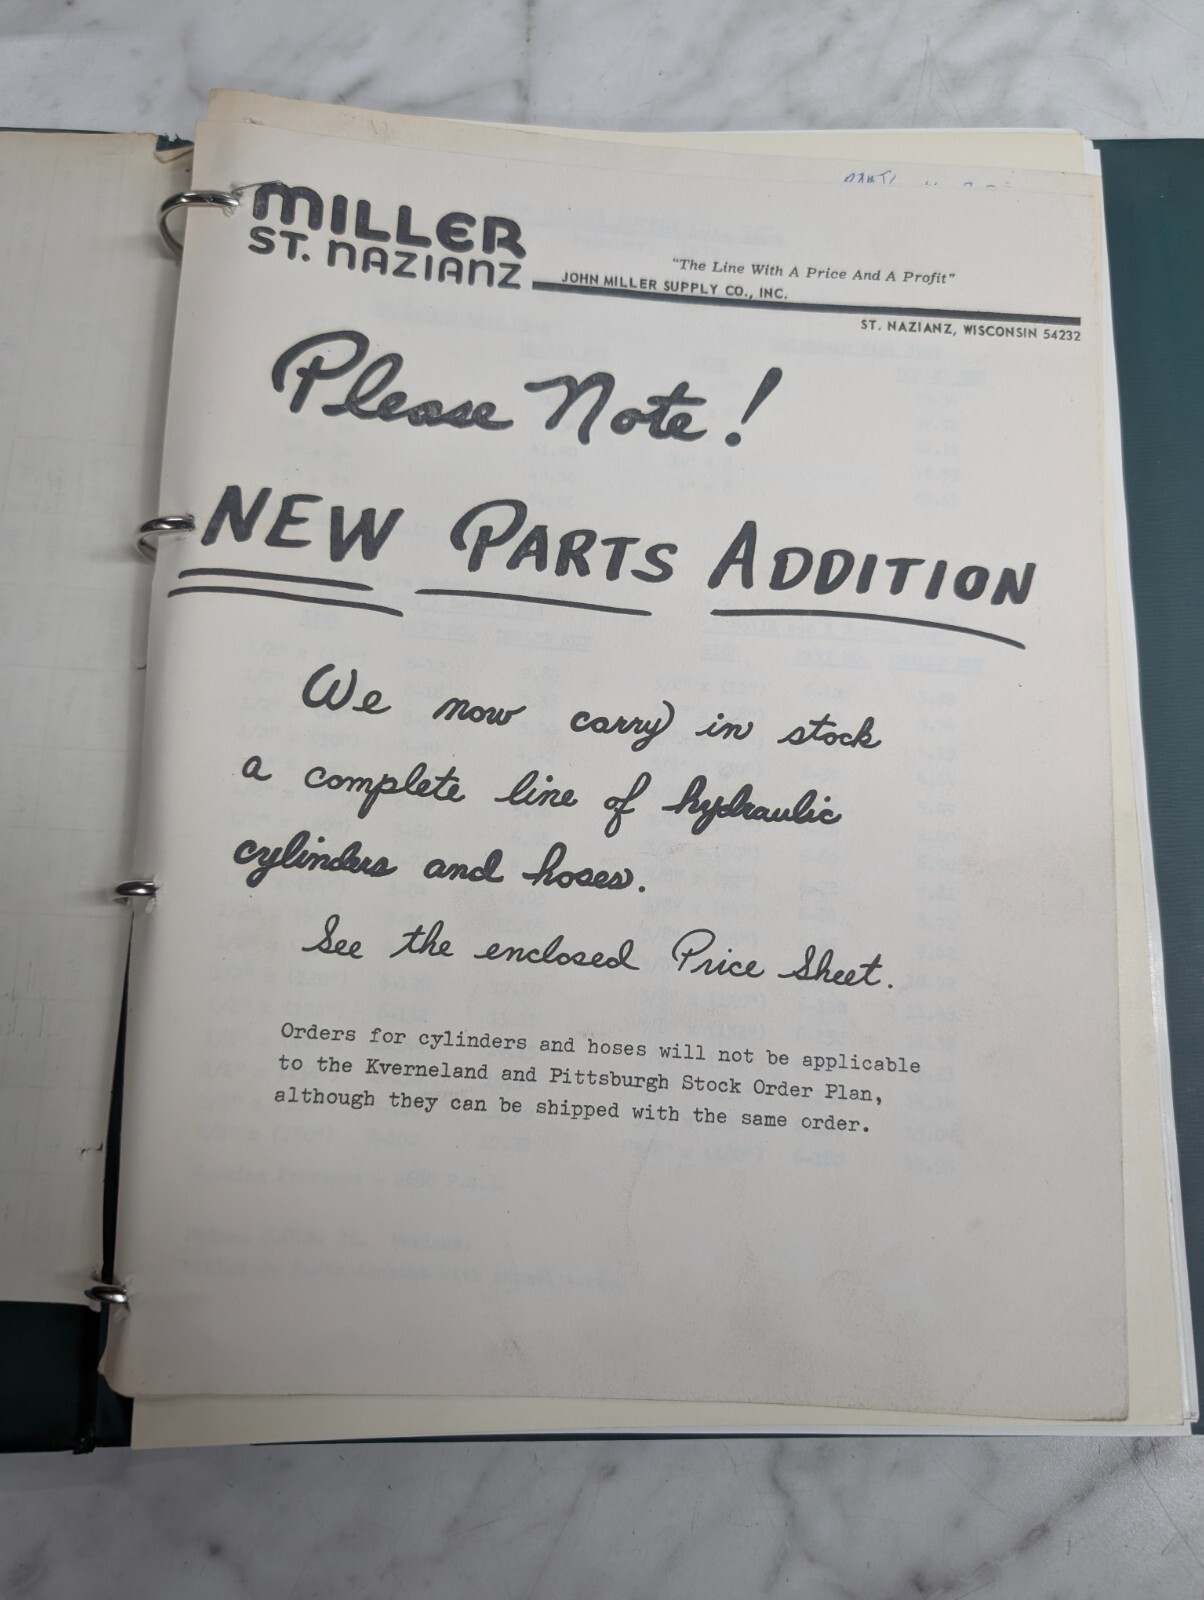 MILLER
ST. NAZIANZ
"The Line With A Price And A Profit"
JOHN MILLER SUPPLY CO., INC.
ST. NAZIANZ, WISCONSIN 54232
Please Note!
NEW PARTS ADDITION
We now carry in stock
a complete line of hydraulic
cylinders and hoses.
See the enclosed Price Sheet.
Orders for cylinders and hoses will not be applicable
to the Kverneland and Pittsburgh Stock Order Plan,
although they can be shipped with the same order.